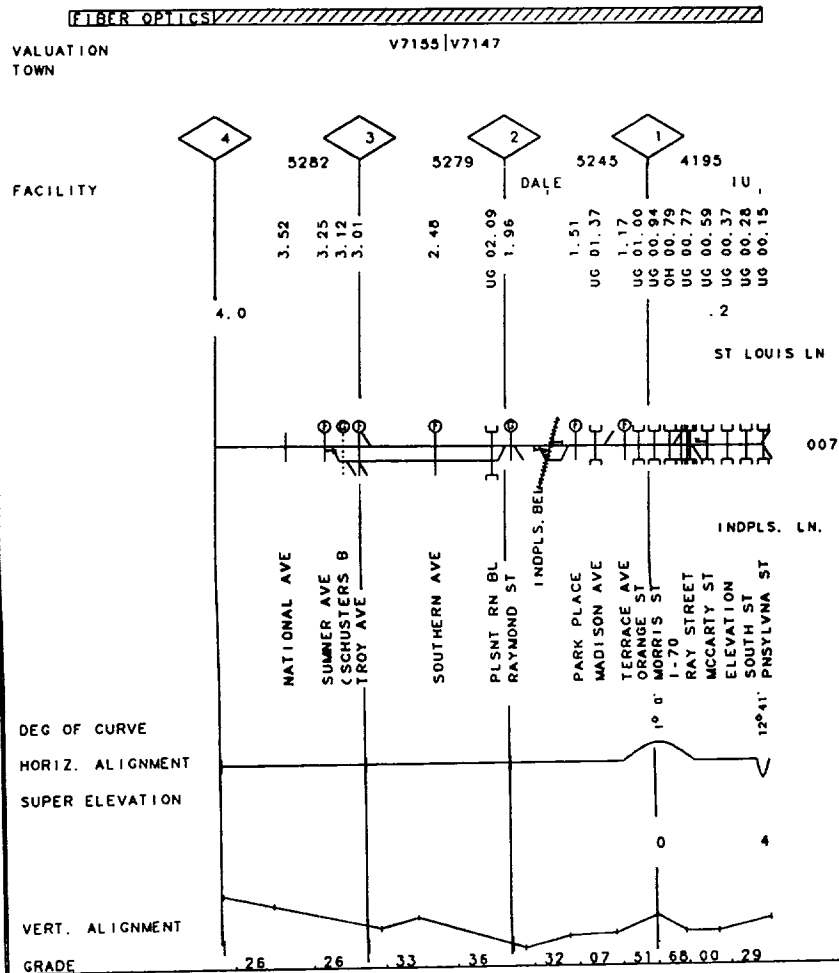 FIBER OPTICS
VALUATION V7155|V7147
TOWN
4 3 2 1
5282 5279 5245 4195
FACILITY DALE IU
3.52
3.25
3.12
3.01
2.48
UG 02.09
1.96
1.51
UG 01.37
1.17
UG 01.00
UG 00.94
OH 00.79
UG 00.77
UG 00.59
UG 00.37
UG 00.28
UG 00.15
4.0 .2
ST LOUIS LN
F G F F G F F
007
INDPLS. BEL
INDPLS. LN.
NATIONAL AVE
SUMNER AVE
(SCHUSTERS B
TROY AVE
SOUTHERN AVE
PLSNT RN BL
RAYMOND ST
PARK PLACE
MADISON AVE
TERRACE AVE
ORANGE ST
MORRIS ST
I-70
RAY STREET
MCCARTY ST
ELEVATION
SOUTH ST
PNSYLVNA ST
DEG OF CURVE 1° 0' 12°41'
HORIZ. ALIGNMENT
SUPER ELEVATION
0 4
VERT. ALIGNMENT
GRADE .26 .26 .33 .36 .32 .07 .51 .68 .00 .29